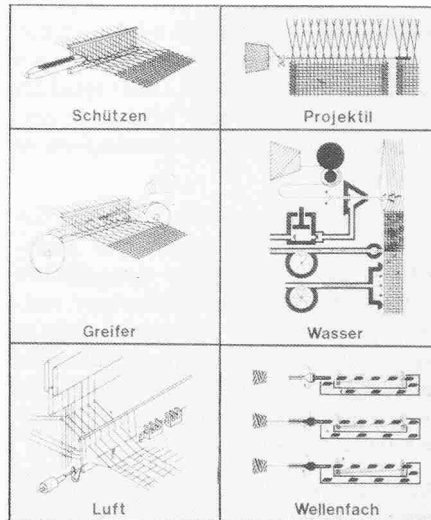 Schützen
Projektil
Greifer
Wasser
Luft
Wellenfach